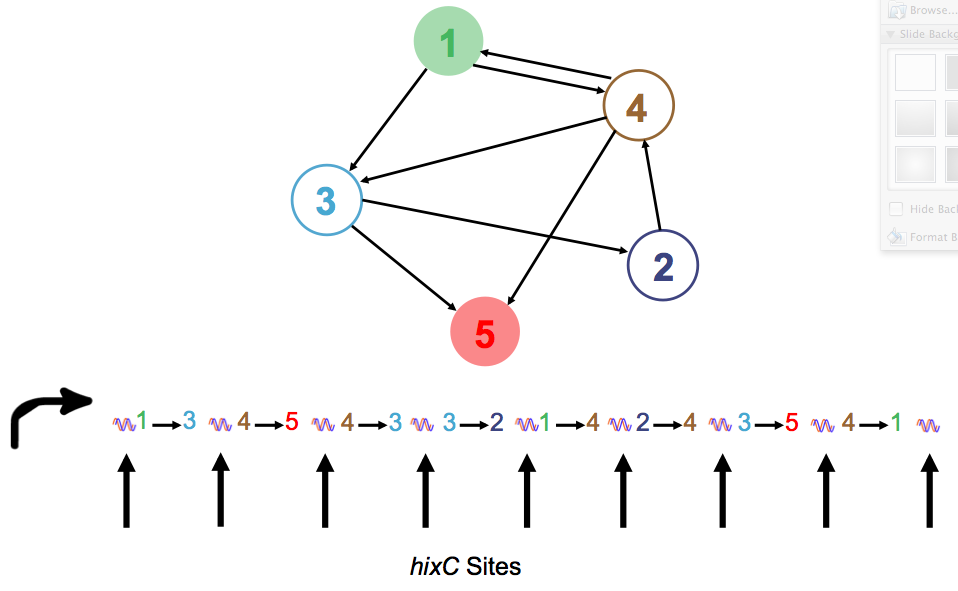 Browse...
Slide Backg
1
4
3
2
5
Hide Bac
Format B
1→3 4→5 4→3 3→2 1→4 2→4 3→5 4→1
hixC Sites